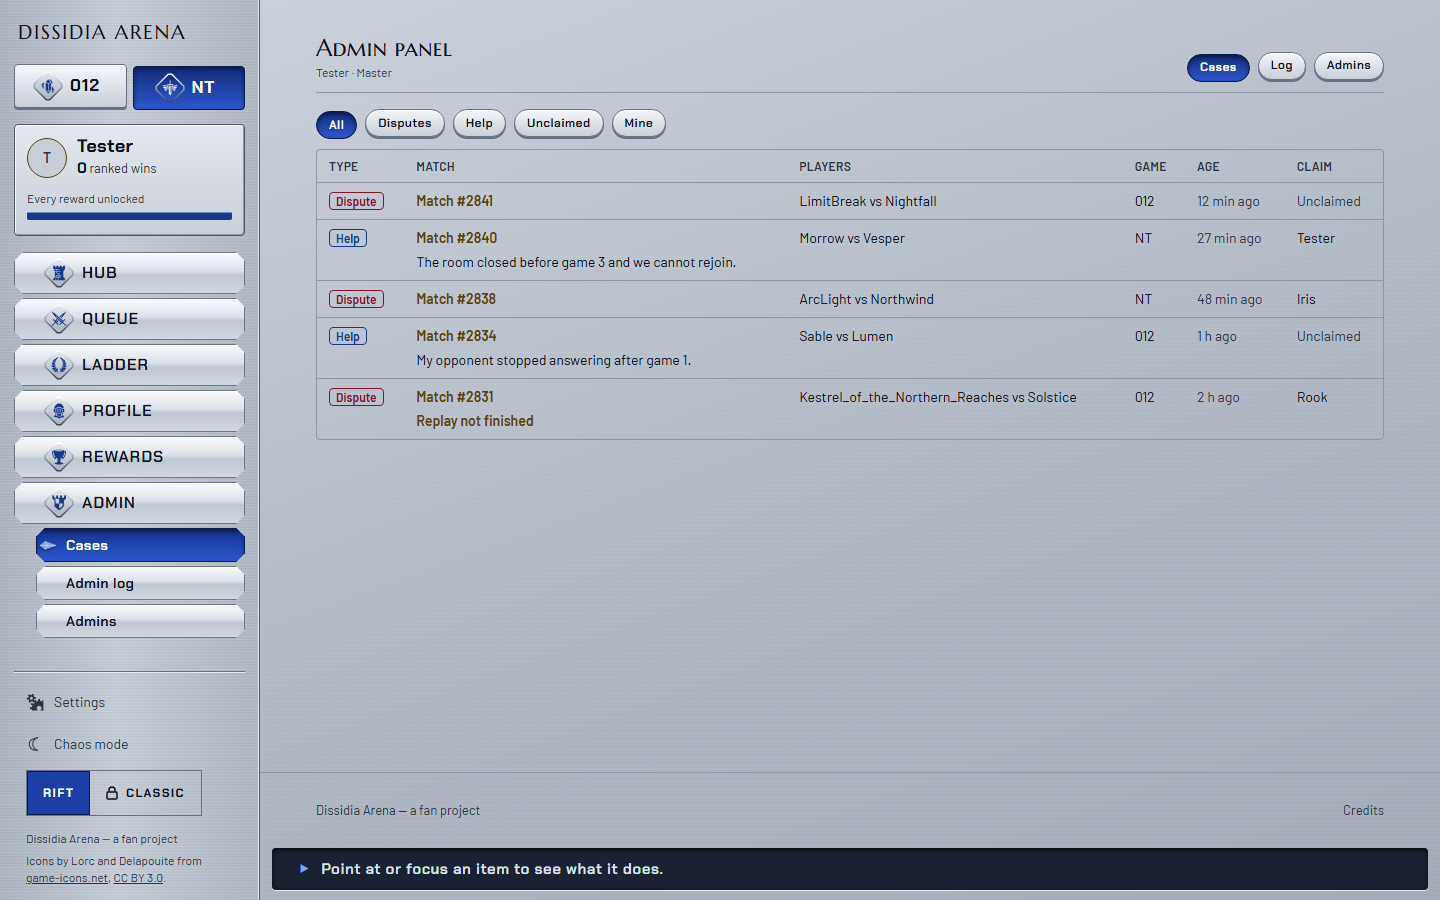 DISSIDIA ARENA
012
NT
T
Tester
0 ranked wins
Every reward unlocked
HUB
QUEUE
LADDER
PROFILE
REWARDS
ADMIN
Cases
Admin log
Admins
Settings
Chaos mode
RIFT
CLASSIC
Dissidia Arena — a fan project
Icons by Lorc and Delapouite from
game-icons.net, CC BY 3.0.
Admin panel
Tester · Master
Cases
Log
Admins
All
Disputes
Help
Unclaimed
Mine
TYPE MATCH PLAYERS GAME AGE CLAIM
Dispute Match #2841 LimitBreak vs Nightfall 012 12 min ago Unclaimed
Help Match #2840 Morrow vs Vesper NT 27 min ago Tester
The room closed before game 3 and we cannot rejoin.
Dispute Match #2838 ArcLight vs Northwind NT 48 min ago Iris
Help Match #2834 Sable vs Lumen 012 1 h ago Unclaimed
My opponent stopped answering after game 1.
Dispute Match #2831 Kestrel_of_the_Northern_Reaches vs Solstice 012 2 h ago Rook
Replay not finished
Dissidia Arena — a fan project
Credits
Point at or focus an item to see what it does.